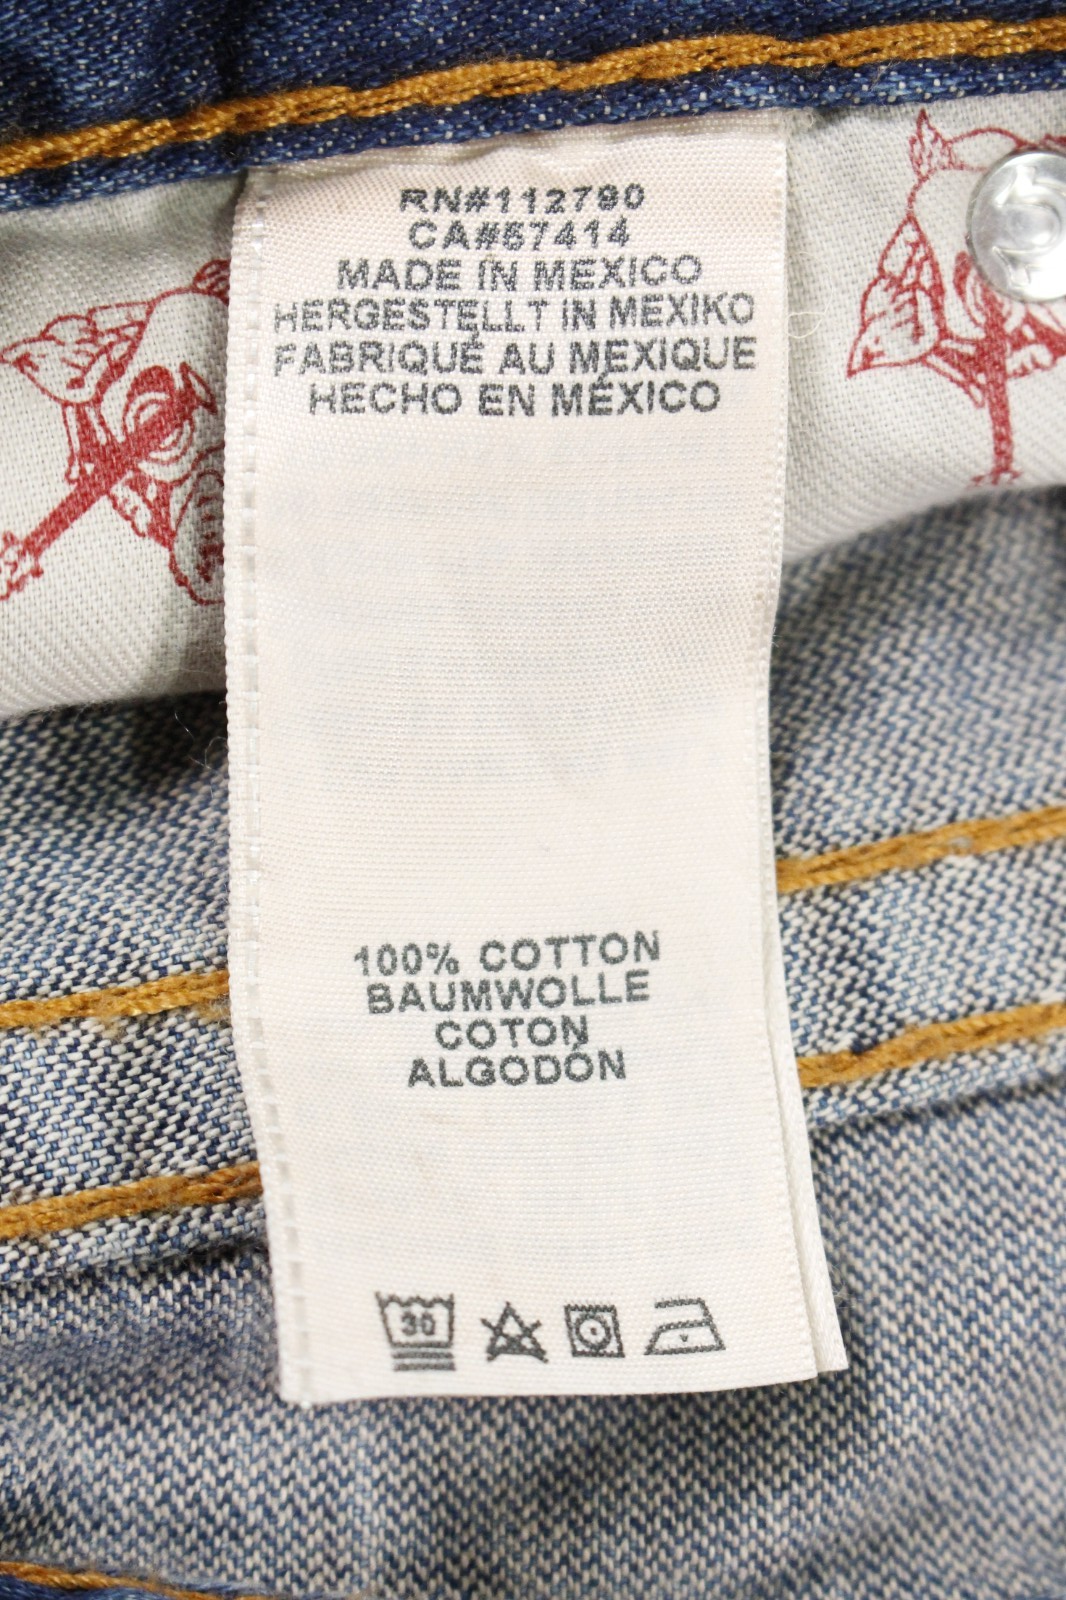 RN#112790
CA#57414
MADE IN MEXICO
HERGESTELLT IN MEXIKO
FABRIQUÉ AU MEXIQUE
HECHO EN MÉXICO
100% COTTON
BAUMWOLLE
COTON
ALGODÓN
30